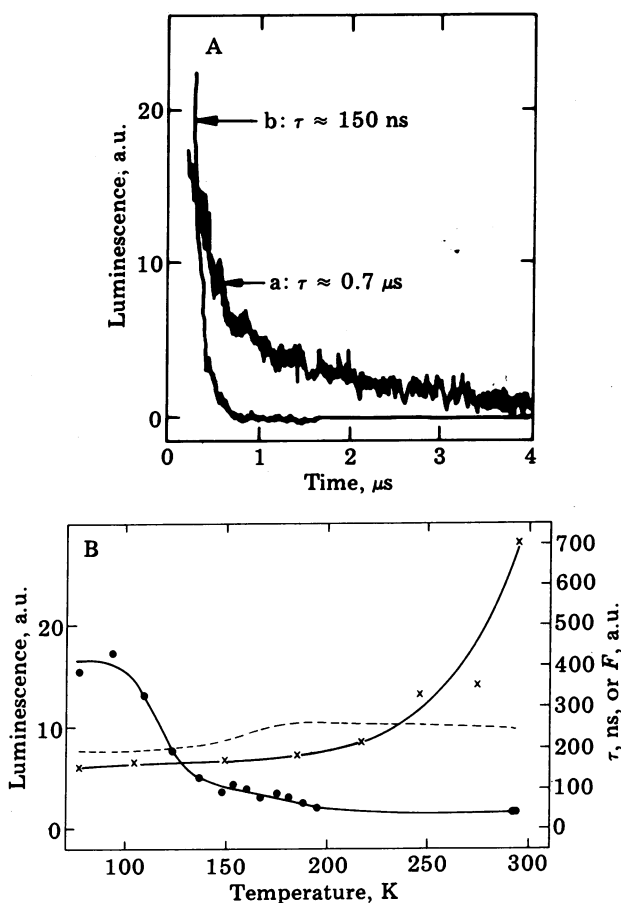 A
Luminescence, a.u.
20
10
0
b: τ ≈ 150 ns
a: τ ≈ 0.7 μs
0 1 2 3 4
Time, μs
B
Luminescence, a.u.
20
10
0
700
600
500
400
300
200
100
0
τ, ns, or F, a.u.
100 150 200 250 300
Temperature, K